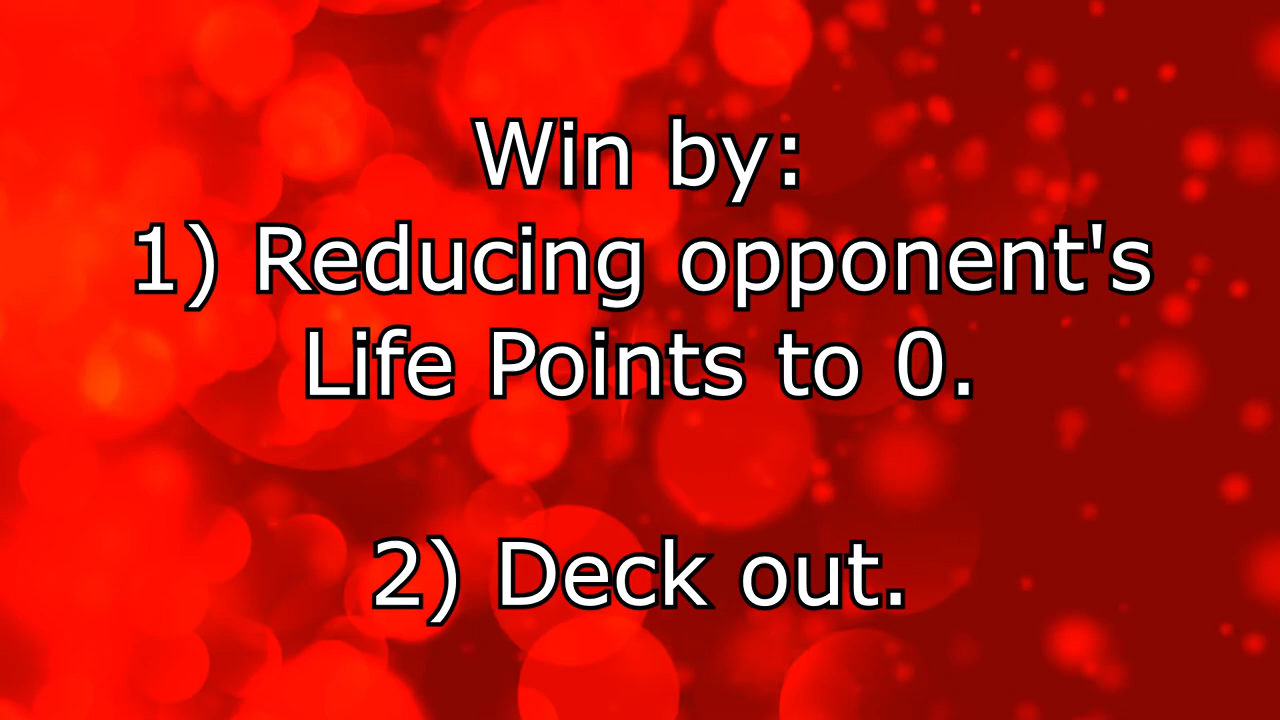 Win by:
1) Reducing opponent's
Life Points to 0.
2) Deck out.